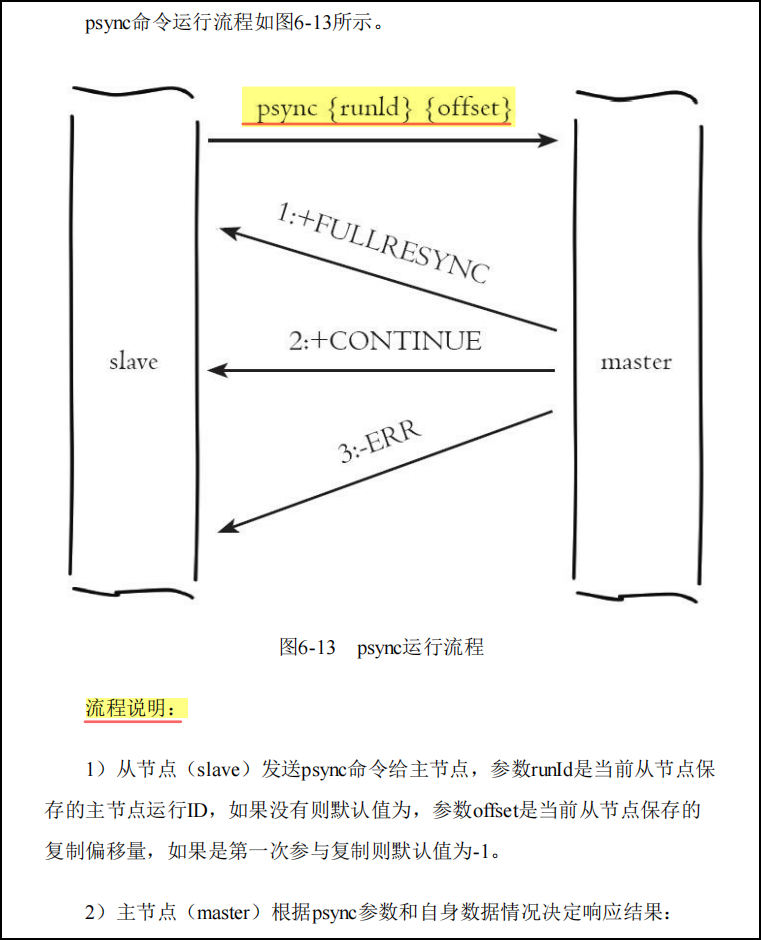 psync命令运行流程如图6-13所示。
psync {runId} {offset}
1:+FULLRESYNC
2:+CONTINUE
slave
master
3:-ERR
图6-13 psync运行流程
流程说明：
1）从节点（slave）发送psync命令给主节点，参数runId是当前从节点保
存的主节点运行ID，如果没有则默认值为，参数offset是当前从节点保存的
复制偏移量，如果是第一次参与复制则默认值为-1。
2）主节点（master）根据psync参数和自身数据情况决定响应结果：